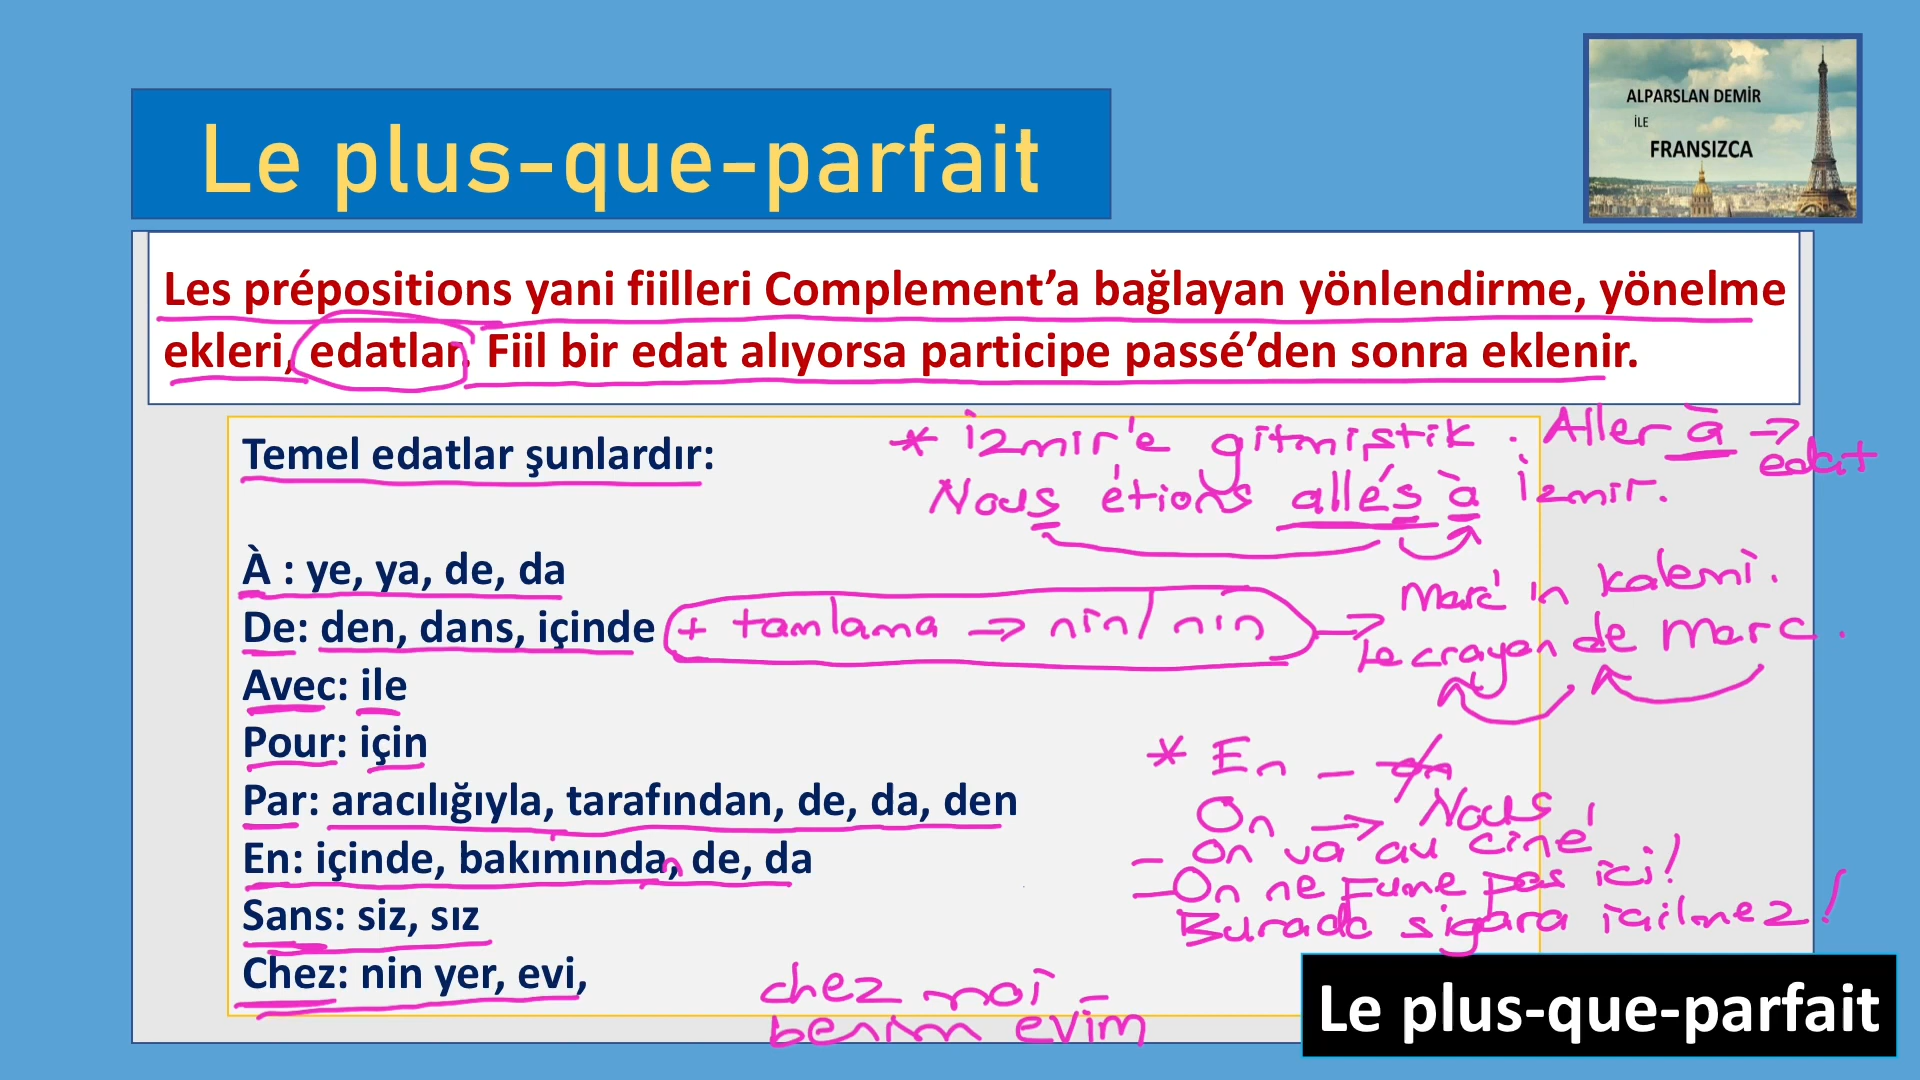 ALPARSLAN DEMİR
İLE
FRANSIZCA
Le plus-que-parfait
Les prépositions yani fiilleri Complement’a bağlayan yönlendirme, yönelme
ekleri, edatlar. Fiil bir edat alıyorsa participe passé’den sonra eklenir.
Temel edatlar şunlardır:
* İzmir'e gitmiştik. Aller à → edat
Nous étions allés à İzmir.
À : ye, ya, de, da
De: den, dans, içinde + tamlama → nin/nın → Marc'ın kalemi.
Le crayon de Marc.
Avec: ile
Pour: için
Par: aracılığıyla, tarafından, de, da, den
En: içinde, bakımında, de, da
Sans: siz, sız
Chez: nin yer, evi,
* En - on
On → Nous
- On va au ciné
- On ne fume pas ici!
Burada sigara içilmez!
chez moi -
benim evim
Le plus-que-parfait